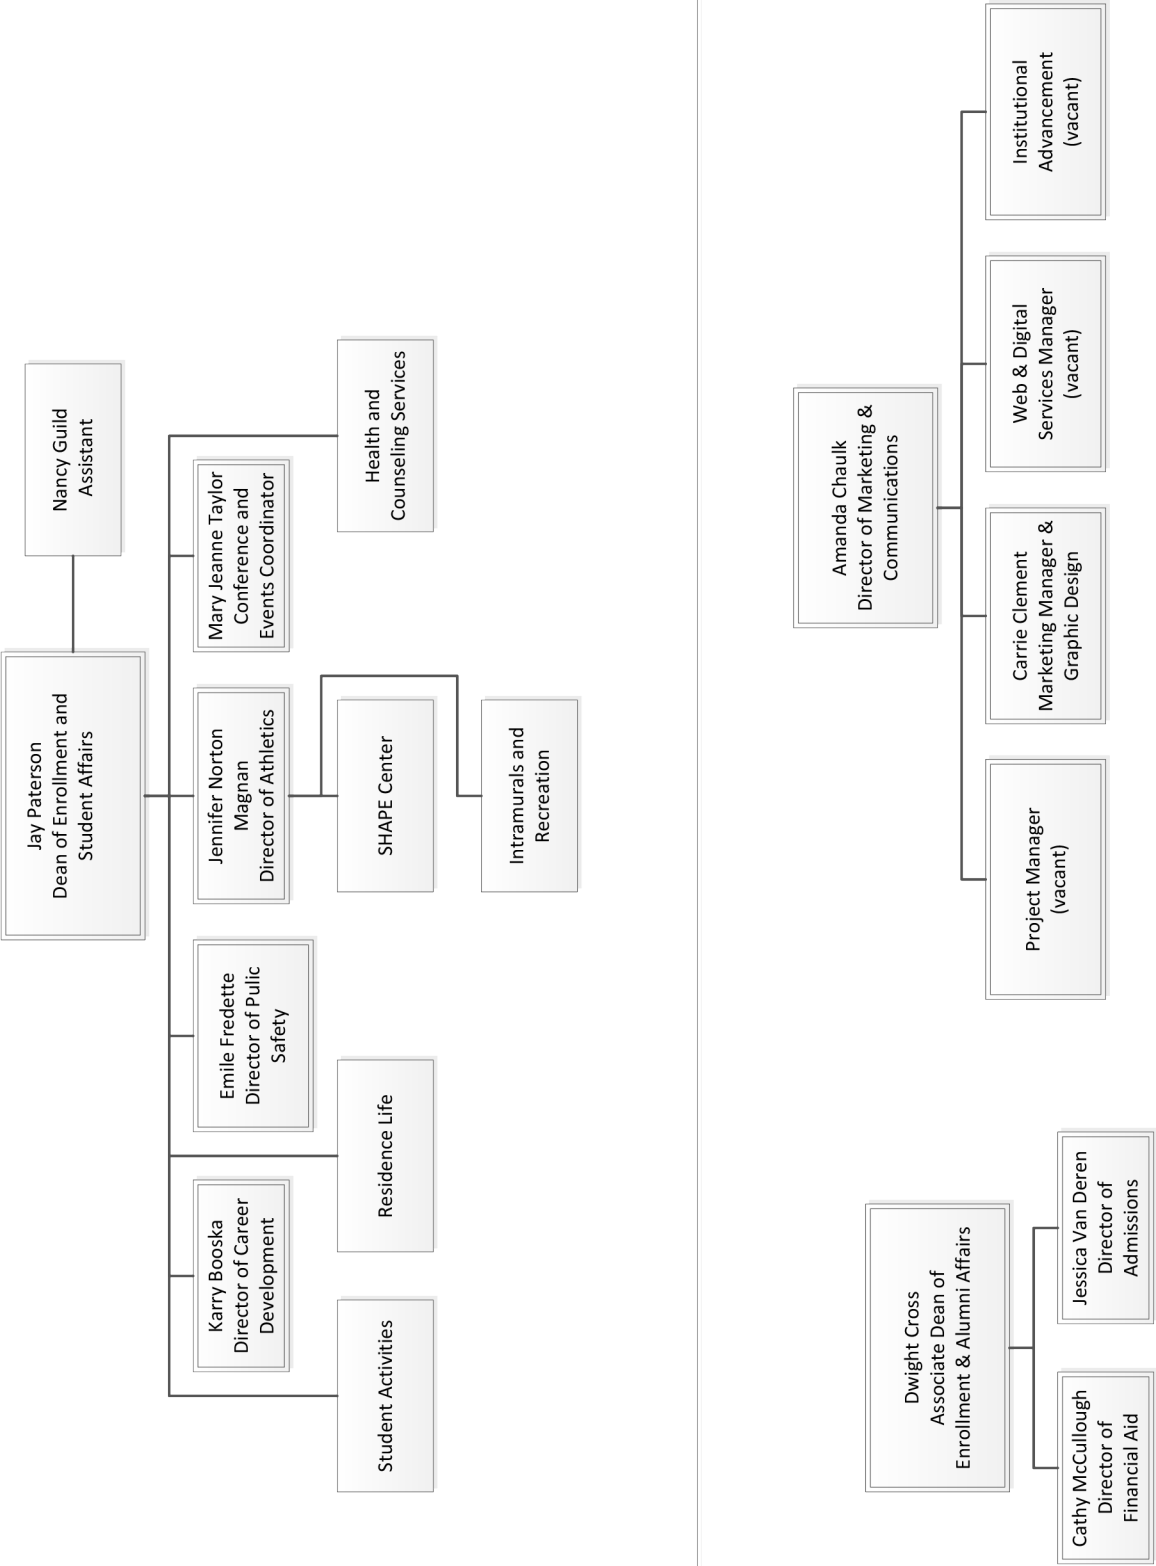 Jay Paterson
Dean of Enrollment and
Student Affairs
Nancy Guild
Assistant
Karry Booska
Director of Career
Development
Emile Fredette
Director of Pulic
Safety
Jennifer Norton
Magnan
Director of Athletics
Mary Jeanne Taylor
Conference and
Events Coordinator
Student Activities
Residence Life
SHAPE Center
Health and
Counseling Services
Intramurals and
Recreation
Dwight Cross
Associate Dean of
Enrollment & Alumni Affairs
Cathy McCullough
Director of
Financial Aid
Jessica Van Deren
Director of
Admissions
Amanda Chaulk
Director of Marketing &
Communications
Project Manager
(vacant)
Carrie Clement
Marketing Manager &
Graphic Design
Web & Digital
Services Manager
(vacant)
Institutional
Advancement
(vacant)